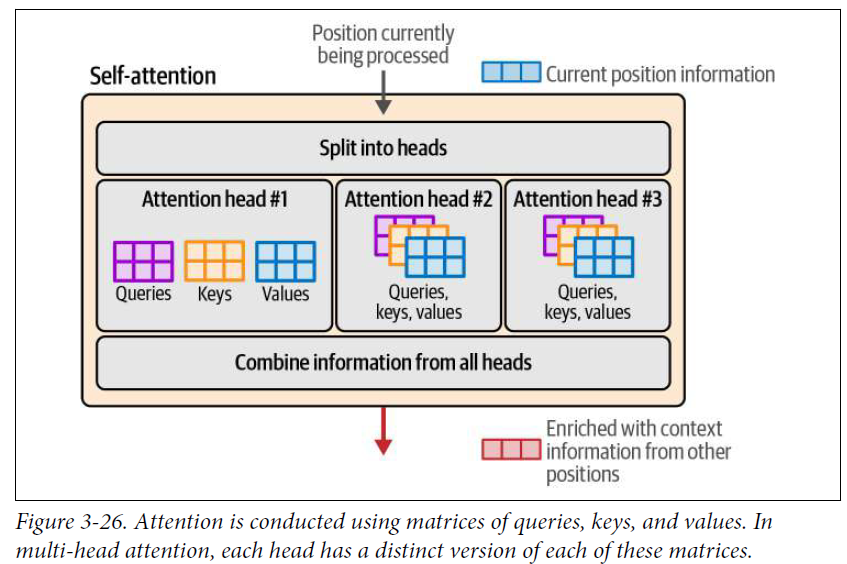 Position currently
being processed
Self-attention
Current position information
Split into heads
Attention head #1
Attention head #2
Attention head #3
Queries
Keys
Values
Queries,
keys, values
Queries,
keys, values
Combine information from all heads
Enriched with context
information from other
positions
Figure 3-26. Attention is conducted using matrices of queries, keys, and values. In
multi-head attention, each head has a distinct version of each of these matrices.